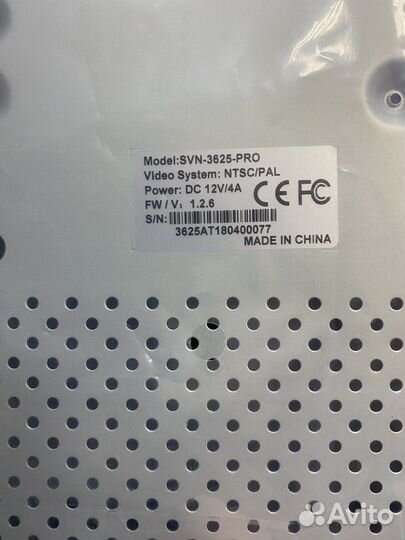 Model:SVN-3625-PRO
Video System: NTSC/PAL
Power: DC 12V/4A
CE FC
FW / V: 1.2.6
S/N:
3625AT180400077
MADE IN CHINA
Avito